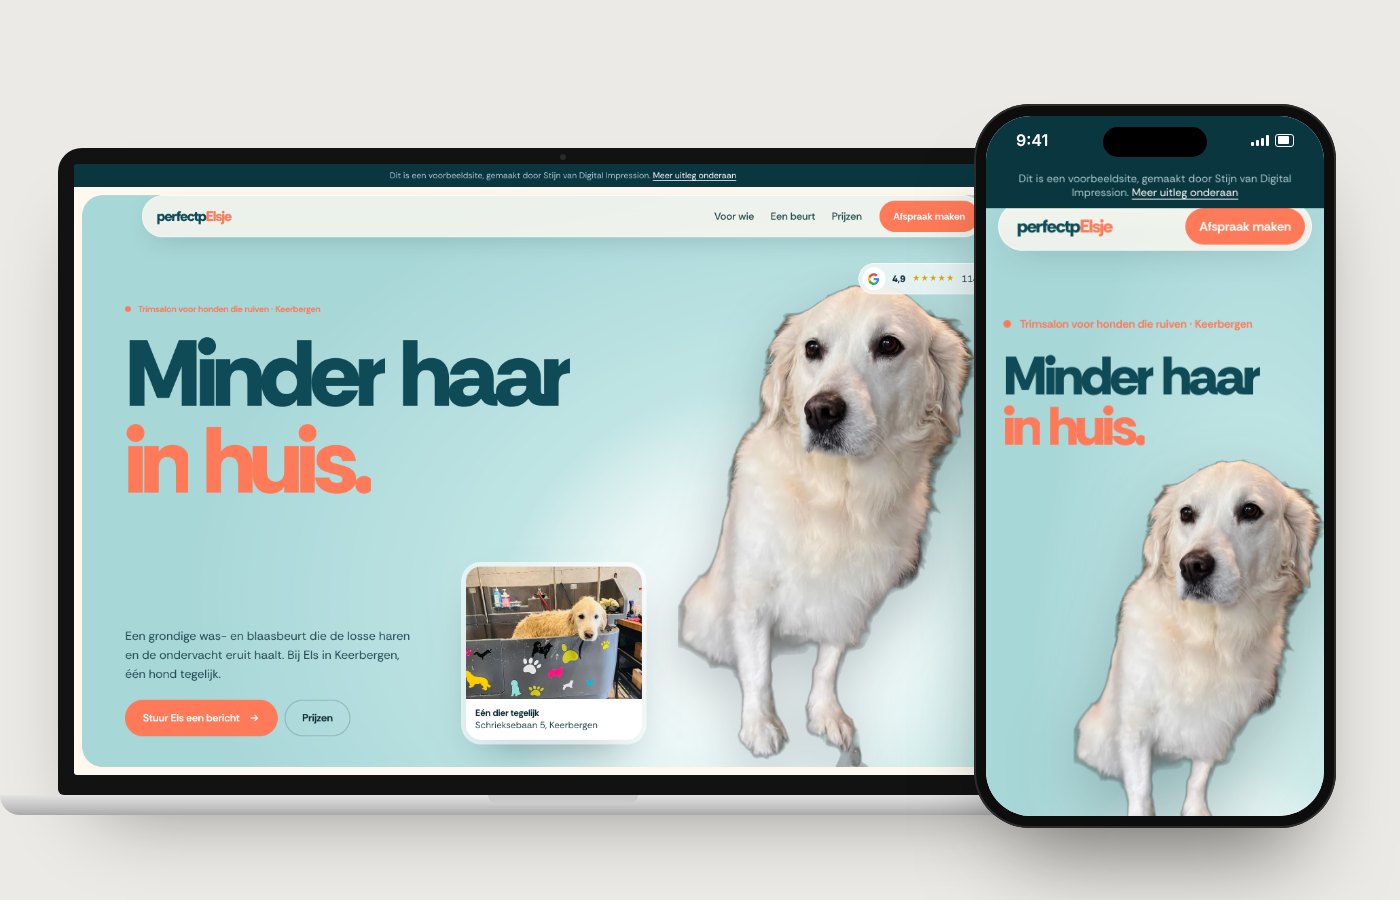 Dit is een voorbeeldsite, gemaakt door Stijn van Digital Impression. Meer uitleg onderaan
perfectpElsje
Voor wie
Een beurt
Prijzen
Afspraak maken
4,9 ★★★★★
Trimsalon voor honden die ruiven · Keerbergen
Minder haar
in huis.
Een grondige was- en blaasbeurt die de losse haren
en de ondervacht eruit haalt. Bij Els in Keerbergen,
één hond tegelijk.
Stuur Els een bericht →
Prijzen
Eén dier tegelijk
Schrieksebaan 5, Keerbergen
9:41
Dit is een voorbeeldsite, gemaakt door Stijn van Digital
Impression. Meer uitleg onderaan
perfectpElsje
Afspraak maken
Trimsalon voor honden die ruiven · Keerbergen
Minder haar
in huis.